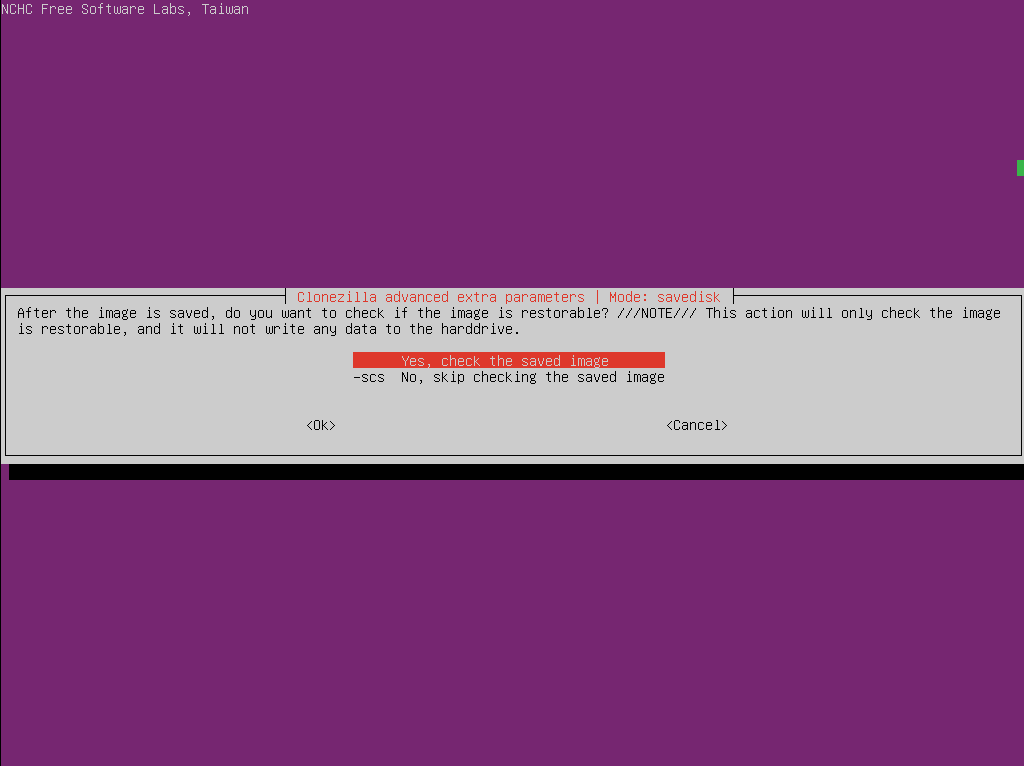 NCHC Free Software Labs, Taiwan
Clonezilla advanced extra parameters | Mode: savedisk
After the image is saved, do you want to check if the image is restorable? ///NOTE/// This action will only check the image
is restorable, and it will not write any data to the harddrive.
Yes, check the saved image
-scs No, skip checking the saved image
<Ok> <Cancel>